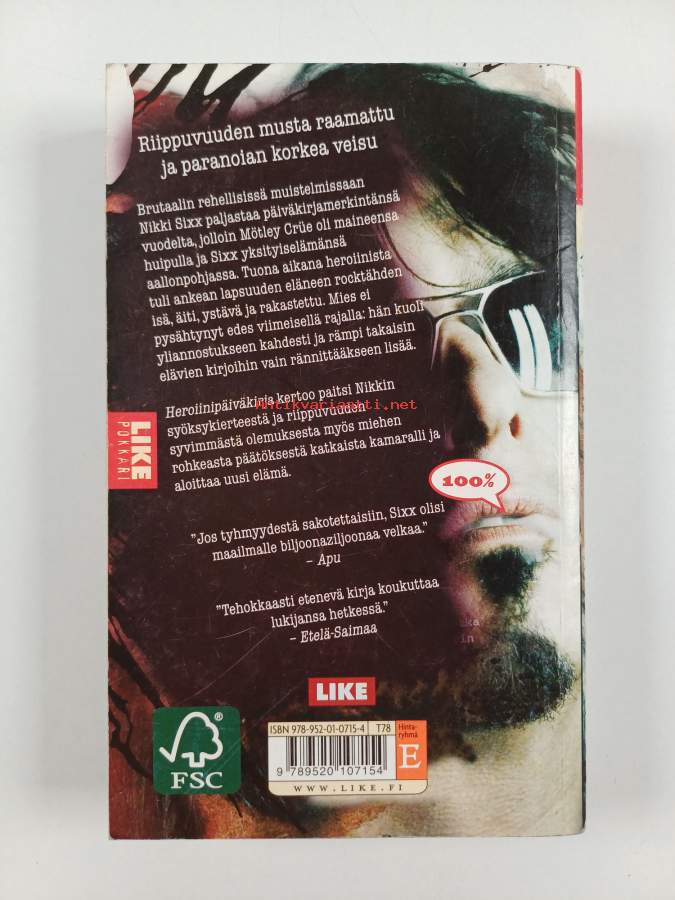 Riippuvuuden musta raamattu
ja paranoian korkea veisu
Brutaalin rehellisissä muistelmissaan
Nikki Sixx paljastaa päiväkirjamerkintänsä
vuodelta, jolloin Mötley Crüe oli maineensa
huipulla ja Sixx yksityiselämänsä
aallonpohjassa. Tuona aikana heroiinista
tuli ankean lapsuuden eläneen rocktähden
isä, äiti, ystävä ja rakastettu. Mies ei
pysähtynyt edes viimeisellä rajalla: hän kuoli
yliannostukseen kahdesti ja rämpi takaisin
elävien kirjoihin vain rännittääkseen lisää.
Heroiinipäiväkirja kertoo paitsi Nikkin
Antikvariaatti.net
syöksykierteestä ja riippuvuuden
syvimmästä olemuksesta myös miehen
rohkeasta päätöksestä katkaista kamaralli ja
aloittaa uusi elämä.
LIKE
POKKARI
100%
"Jos tyhmyydestä sakotettaisiin, Sixx olisi
maailmalle biljoonaziljoonaa velkaa."
– Apu
"Tehokkaasti etenevä kirja koukuttaa
lukijansa hetkessä."
– Etelä-Saimaa
LIKE
®
FSC
ISBN 978-952-01-0715-4 T78
Hinta-
ryhmä
E
9 789520 107154
WWW.LIKE.FI